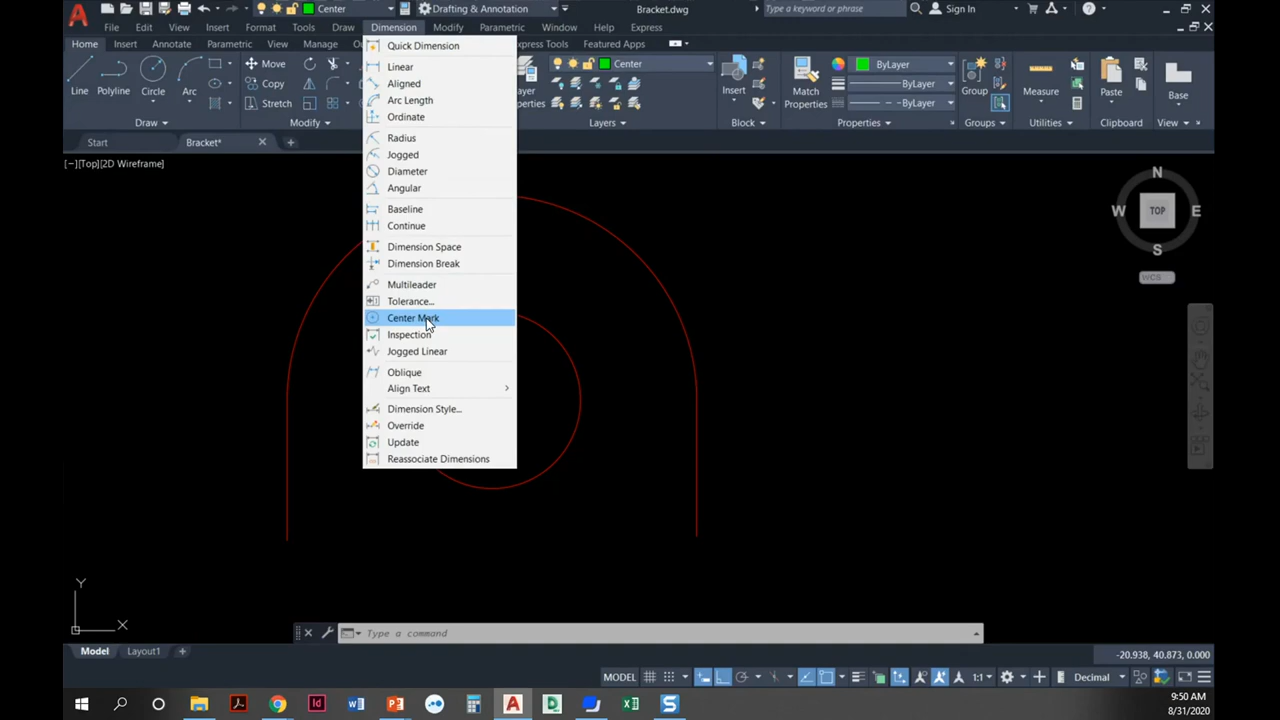 Center
Drafting & Annotation
Bracket.dwg
Type a keyword or phrase
Sign In
File Edit View Insert Format Tools Draw Dimension Modify Parametric Window Help Express
Home Insert Annotate Parametric View Manage Express Tools Featured Apps
Line Polyline Circle Arc
Move
Copy
Stretch
Center
Insert
Match
Properties
ByLayer
ByLayer
ByLayer
Group
Measure
Paste
Base
Draw Modify Layers Block Properties Groups Utilities Clipboard View
Start Bracket*
[−][Top][2D Wireframe]
Quick Dimension
Linear
Aligned
Arc Length
Ordinate
Radius
Jogged
Diameter
Angular
Baseline
Continue
Dimension Space
Dimension Break
Multileader
Tolerance...
Center Mark
Inspection
Jogged Linear
Oblique
Align Text
Dimension Style...
Override
Update
Reassociate Dimensions
N
W TOP E
S
WCS
Y
X
Type a command
Model Layout1
-20.938, 40.873, 0.000
MODEL 1:1 Decimal
9:50 AM
8/31/2020